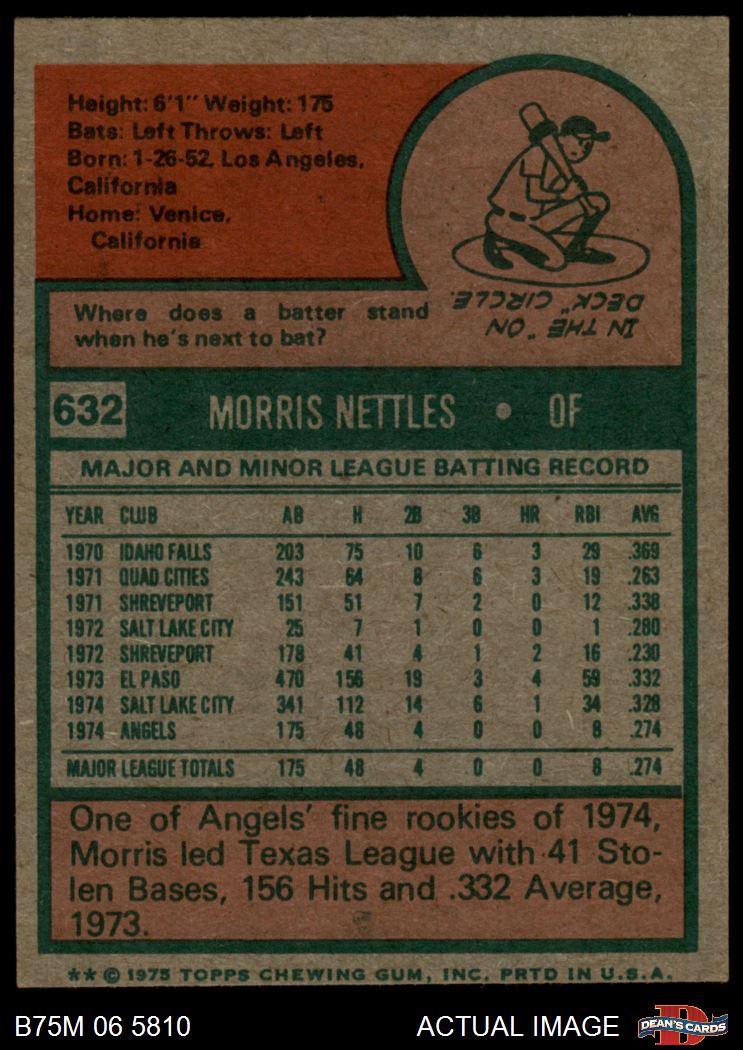 Height: 6'1" Weight: 175
Bats: Left Throws: Left
Born: 1-26-52, Los Angeles,
California
Home: Venice,
California
Where does a batter stand
when he's next to bat?
IN THE "ON
DECK" CIRCLE.
632 MORRIS NETTLES • OF
MAJOR AND MINOR LEAGUE BATTING RECORD
YEAR CLUB AB H 2B 3B HR RBI AVG
1970 IDAHO FALLS 203 75 10 6 3 29 .369
1971 QUAD CITIES 243 64 8 6 3 19 .263
1971 SHREVEPORT 151 51 7 2 0 12 .338
1972 SALT LAKE CITY 25 7 1 0 0 1 .280
1972 SHREVEPORT 178 41 4 1 2 16 .230
1973 EL PASO 470 156 19 3 4 59 .332
1974 SALT LAKE CITY 341 112 14 6 1 34 .328
1974 ANGELS 175 48 4 0 0 8 .274
MAJOR LEAGUE TOTALS 175 48 4 0 0 8 .274
One of Angels' fine rookies of 1974,
Morris led Texas League with 41 Sto-
len Bases, 156 Hits and .332 Average,
1973.
** © 1975 TOPPS CHEWING GUM, INC. PRTD IN U.S.A.
B75M 06 5810 ACTUAL IMAGE DEAN'S CARDS